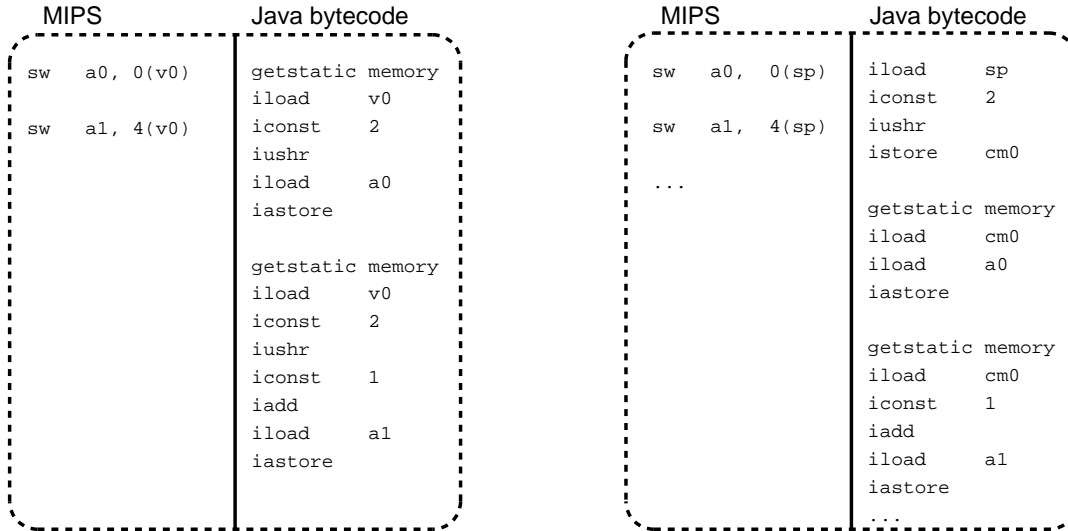 MIPS Java bytecode
sw a0, 0(v0)
sw a1, 4(v0)
getstatic memory
iload v0
iconst 2
iushr
iload a0
iastore
getstatic memory
iload v0
iconst 2
iushr
iconst 1
iadd
iload a1
iastore
MIPS Java bytecode
sw a0, 0(sp)
sw a1, 4(sp)
...
iload sp
iconst 2
iushr
istore cm0
getstatic memory
iload cm0
iload a0
iastore
getstatic memory
iload cm0
iconst 1
iadd
iload a1
iastore
...